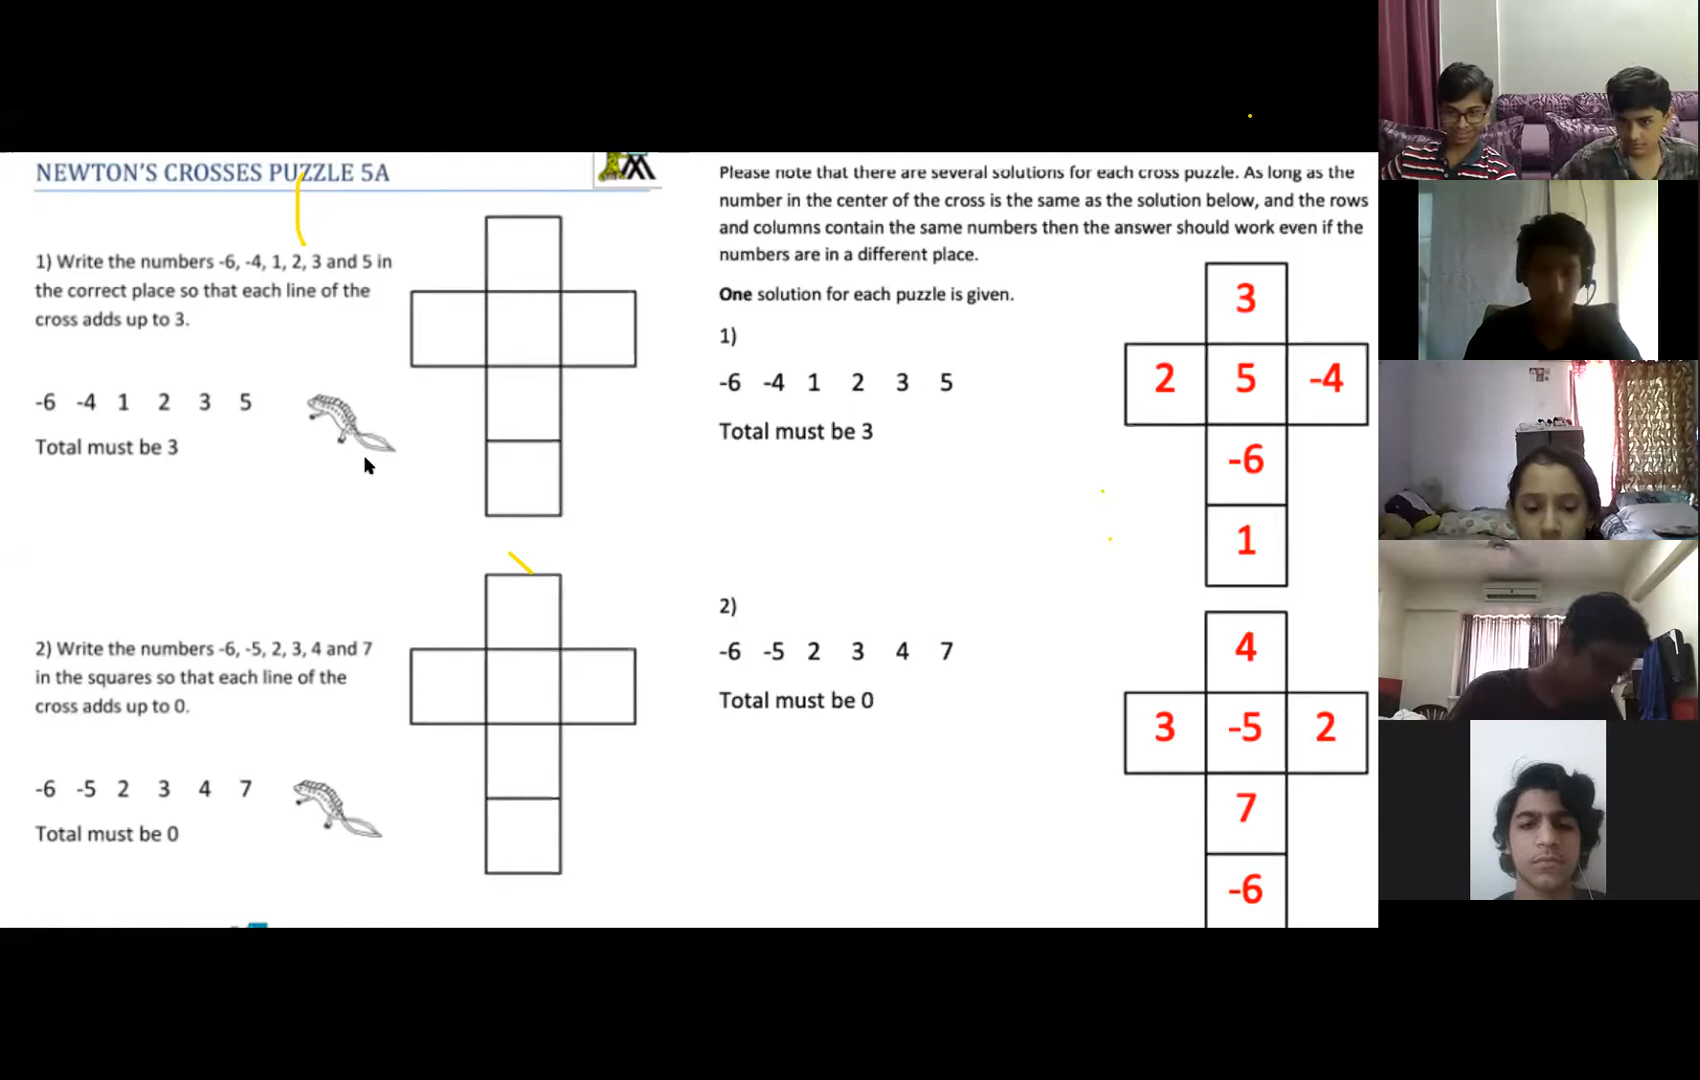 NEWTON'S CROSSES PUZZLE 5A
1) Write the numbers -6, -4, 1, 2, 3 and 5 in
the correct place so that each line of the
cross adds up to 3.
-6 -4 1 2 3 5
Total must be 3
2) Write the numbers -6, -5, 2, 3, 4 and 7
in the squares so that each line of the
cross adds up to 0.
-6 -5 2 3 4 7
Total must be 0
Please note that there are several solutions for each cross puzzle. As long as the
number in the center of the cross is the same as the solution below, and the rows
and columns contain the same numbers then the answer should work even if the
numbers are in a different place.
One solution for each puzzle is given.
1)
-6 -4 1 2 3 5
Total must be 3
3
2 5 -4
-6
1
2)
-6 -5 2 3 4 7
Total must be 0
4
3 -5 2
7
-6